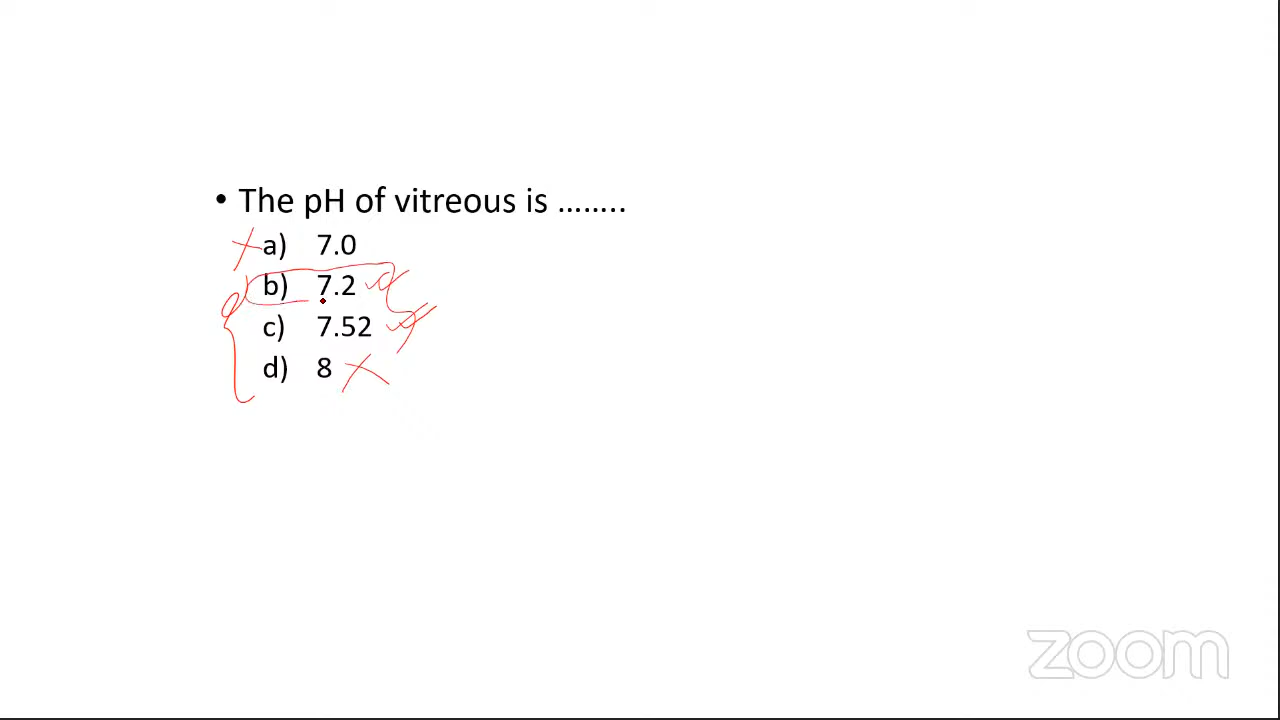 • The pH of vitreous is ........
a) 7.0
b) 7.2
c) 7.52
d) 8
zoom